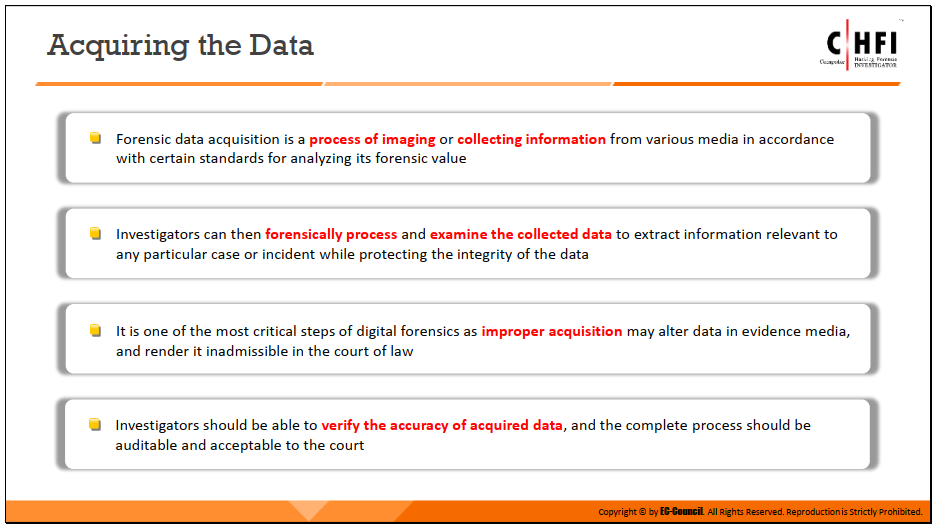 Acquiring the Data
C HFI
Computer Hacking Forensic
INVESTIGATOR
Forensic data acquisition is a process of imaging or collecting information from various media in accordance
with certain standards for analyzing its forensic value
Investigators can then forensically process and examine the collected data to extract information relevant to
any particular case or incident while protecting the integrity of the data
It is one of the most critical steps of digital forensics as improper acquisition may alter data in evidence media,
and render it inadmissible in the court of law
Investigators should be able to verify the accuracy of acquired data, and the complete process should be
auditable and acceptable to the court
Copyright © by EC-Council. All Rights Reserved. Reproduction is Strictly Prohibited.